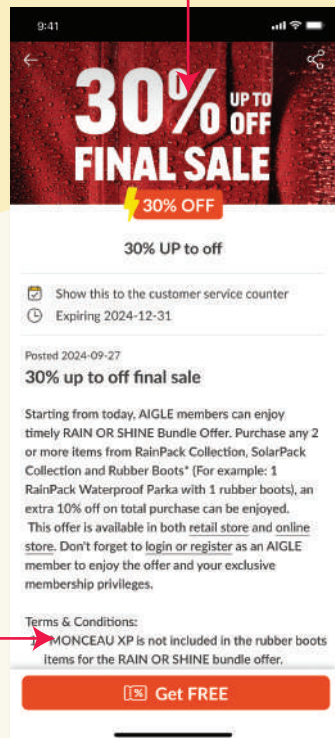 9:41
30% UP TO
OFF
FINAL SALE
30% OFF
30% UP to off
Show this to the customer service counter
Expiring 2024-12-31
Posted 2024-09-27
30% up to off final sale
Starting from today, AIGLE members can enjoy
timely RAIN OR SHINE Bundle Offer. Purchase any 2
or more items from RainPack Collection, SolarPack
Collection and Rubber Boots* (For example: 1
RainPack Waterproof Parka with 1 rubber boots), an
extra 10% off on total purchase can be enjoyed.
This offer is available in both retail store and online
store. Don't forget to login or register as an AIGLE
member to enjoy the offer and your exclusive
membership privileges.
Terms & Conditions:
MONCEAU XP is not included in the rubber boots
items for the RAIN OR SHINE bundle offer.
Get FREE